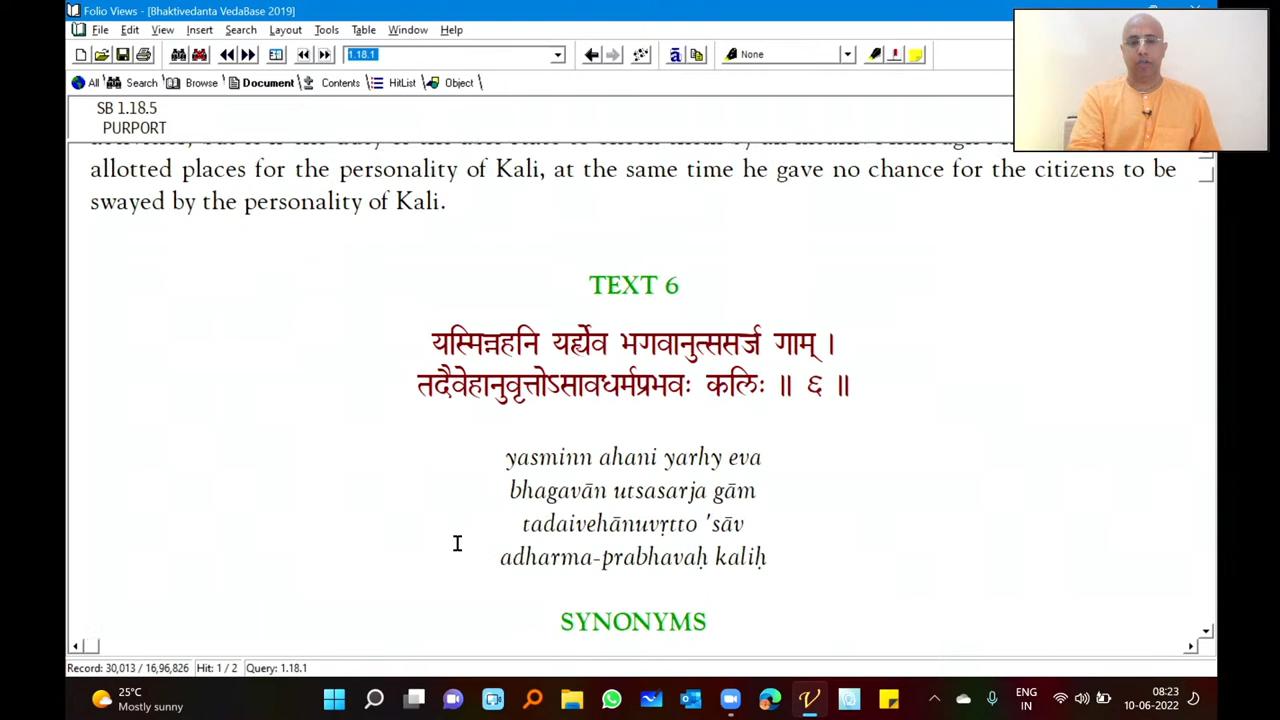 Folio Views - [Bhaktivedanta VedaBase 2019]
File Edit View Insert Search Layout Tools Table Window Help
1.18.1
None
All Search Browse Document Contents HitList Object
SB 1.18.5
PURPORT
allotted places for the personality of Kali, at the same time he gave no chance for the citizens to be
swayed by the personality of Kali.
TEXT 6
यस्मिन्नहनि यर्ह्येव भगवानुत्ससर्ज गाम् ।
तदैवेहानुवृत्तोऽसावधर्मप्रभवः कलिः ॥ ६ ॥
yasminn ahani yarhy eva
bhagavān utsasarja gām
tadaivehānuvṛtto 'sāv
adharma-prabhavaḥ kaliḥ
SYNONYMS
Record: 30,013 / 16,96,826 Hit: 1 / 2 Query: 1.18.1
25°C
Mostly sunny
ENG
IN
08:23
10-06-2022